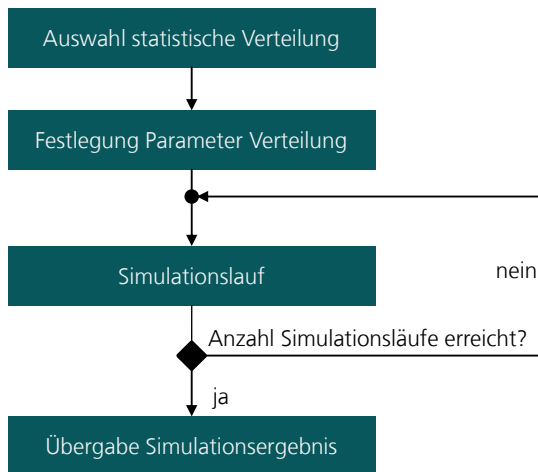 Auswahl statistische Verteilung
Festlegung Parameter Verteilung
Simulationslauf
nein
Anzahl Simulationsläufe erreicht?
ja
Übergabe Simulationsergebnis